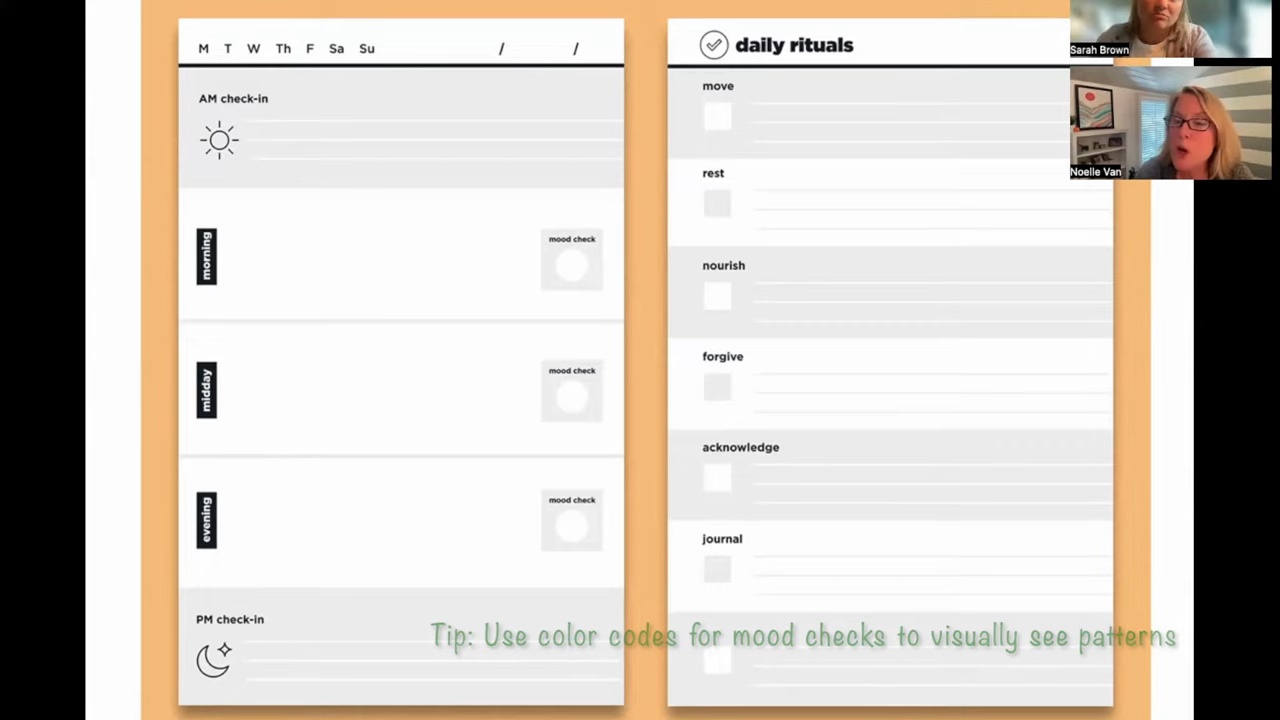 M T W Th F Sa Su / /
AM check-in
morning
mood check
midday
mood check
evening
mood check
PM check-in
daily rituals
move
rest
nourish
forgive
acknowledge
journal
Sarah Brown
Noelle Van
Tip: Use color codes for mood checks to visually see patterns